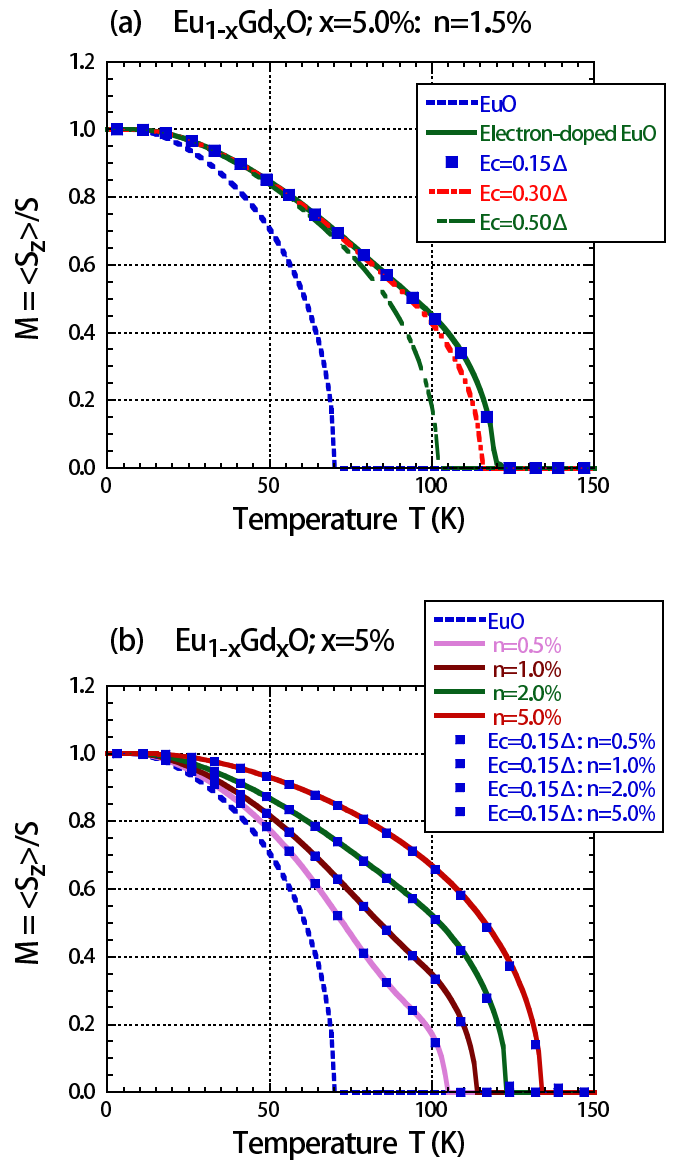 (a) Eu1-xGdxO; x=5.0%: n=1.5%
1.2
1.0
0.8
0.6
0.4
0.2
0.0
M = <Sz>/S
EuO
Electron-doped EuO
Ec=0.15Δ
Ec=0.30Δ
Ec=0.50Δ
0 50 100 150
Temperature T (K)
(b) Eu1-xGdxO; x=5%
EuO
n=0.5%
n=1.0%
n=2.0%
n=5.0%
Ec=0.15Δ: n=0.5%
Ec=0.15Δ: n=1.0%
Ec=0.15Δ: n=2.0%
Ec=0.15Δ: n=5.0%
1.2
1.0
0.8
0.6
0.4
0.2
0.0
M = <Sz>/S
0 50 100 150
Temperature T (K)